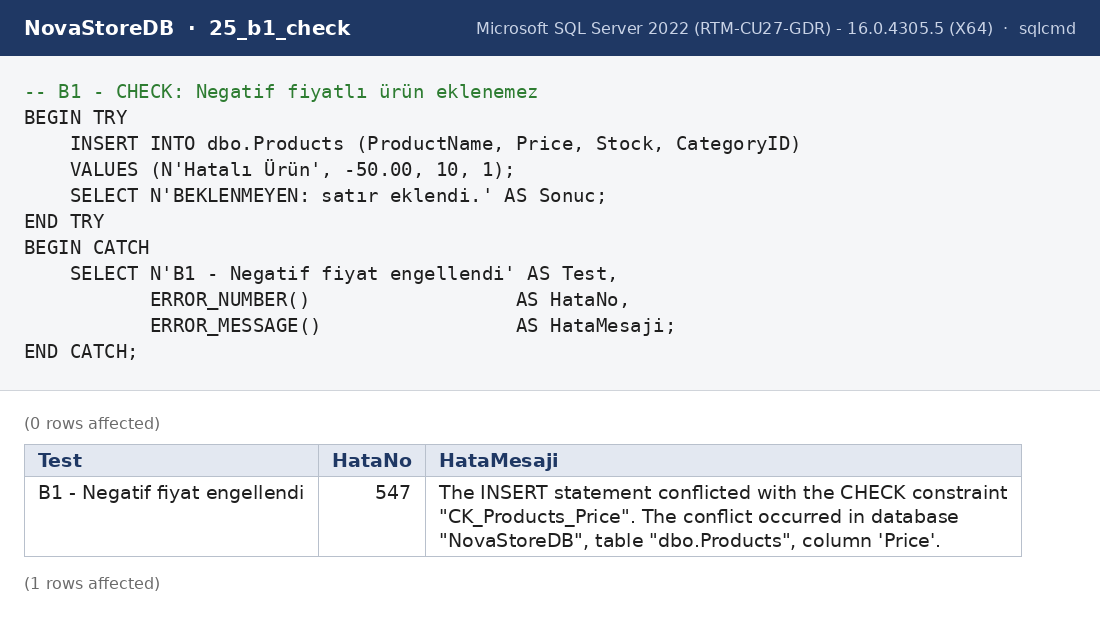 NovaStoreDB · 25_b1_check
Microsoft SQL Server 2022 (RTM-CU27-GDR) - 16.0.4305.5 (X64) · sqlcmd
-- B1 - CHECK: Negatif fiyatlı ürün eklenemez
BEGIN TRY
    INSERT INTO dbo.Products (ProductName, Price, Stock, CategoryID)
    VALUES (N'Hatalı Ürün', -50.00, 10, 1);
    SELECT N'BEKLENMEYEN: satır eklendi.' AS Sonuc;
END TRY
BEGIN CATCH
    SELECT N'B1 - Negatif fiyat engellendi' AS Test,
           ERROR_NUMBER()                  AS HataNo,
           ERROR_MESSAGE()                 AS HataMesaji;
END CATCH;
(0 rows affected)
Test HataNo HataMesaji
B1 - Negatif fiyat engellendi 547 The INSERT statement conflicted with the CHECK constraint
"CK_Products_Price". The conflict occurred in database
"NovaStoreDB", table "dbo.Products", column 'Price'.
(1 rows affected)